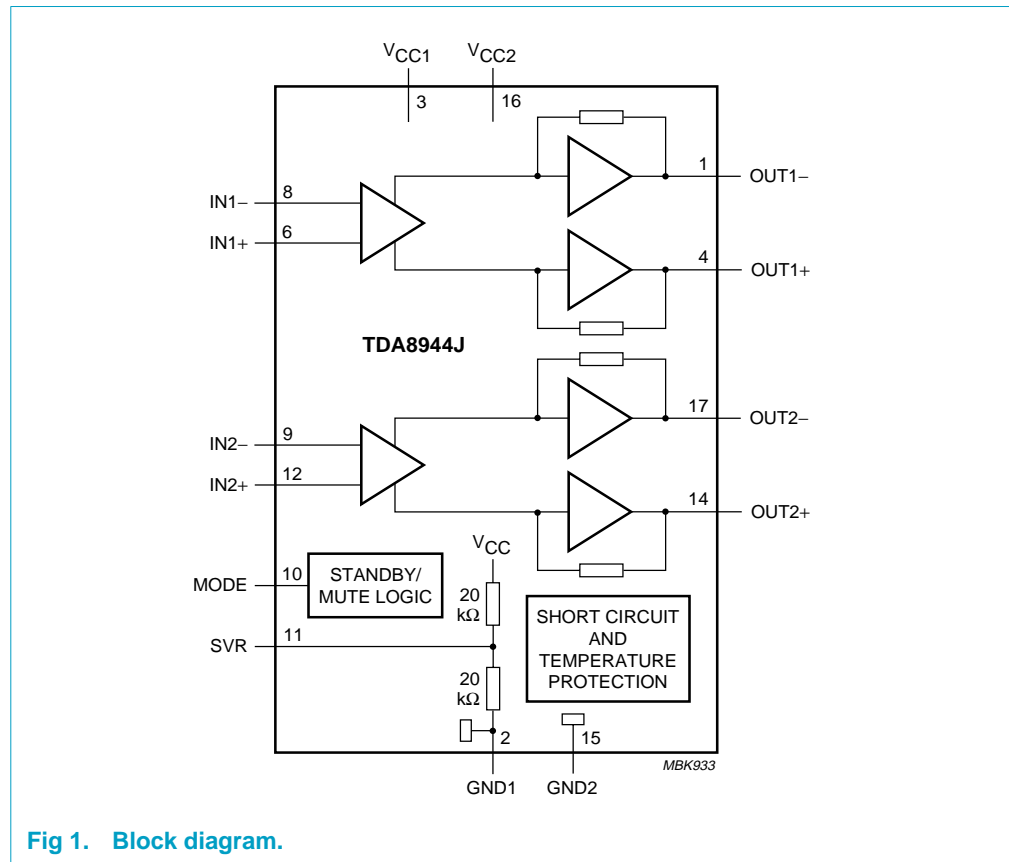 VCC1
VCC2
3
16
1
OUT1−
8
IN1−
6
IN1+
4
OUT1+
TDA8944J
17
OUT2−
9
IN2−
12
IN2+
14
OUT2+
VCC
10
MODE
STANDBY/
MUTE LOGIC
20
kΩ
SHORT CIRCUIT
AND
TEMPERATURE
PROTECTION
11
SVR
20
kΩ
2
15
MBK933
GND1
GND2
Fig 1. Block diagram.